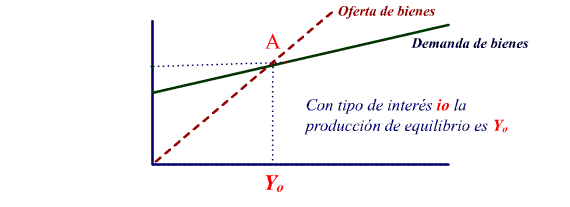 Oferta de bienes
A
Demanda de bienes
Con tipo de interés io la
producción de equilibrio es Yo
Yo